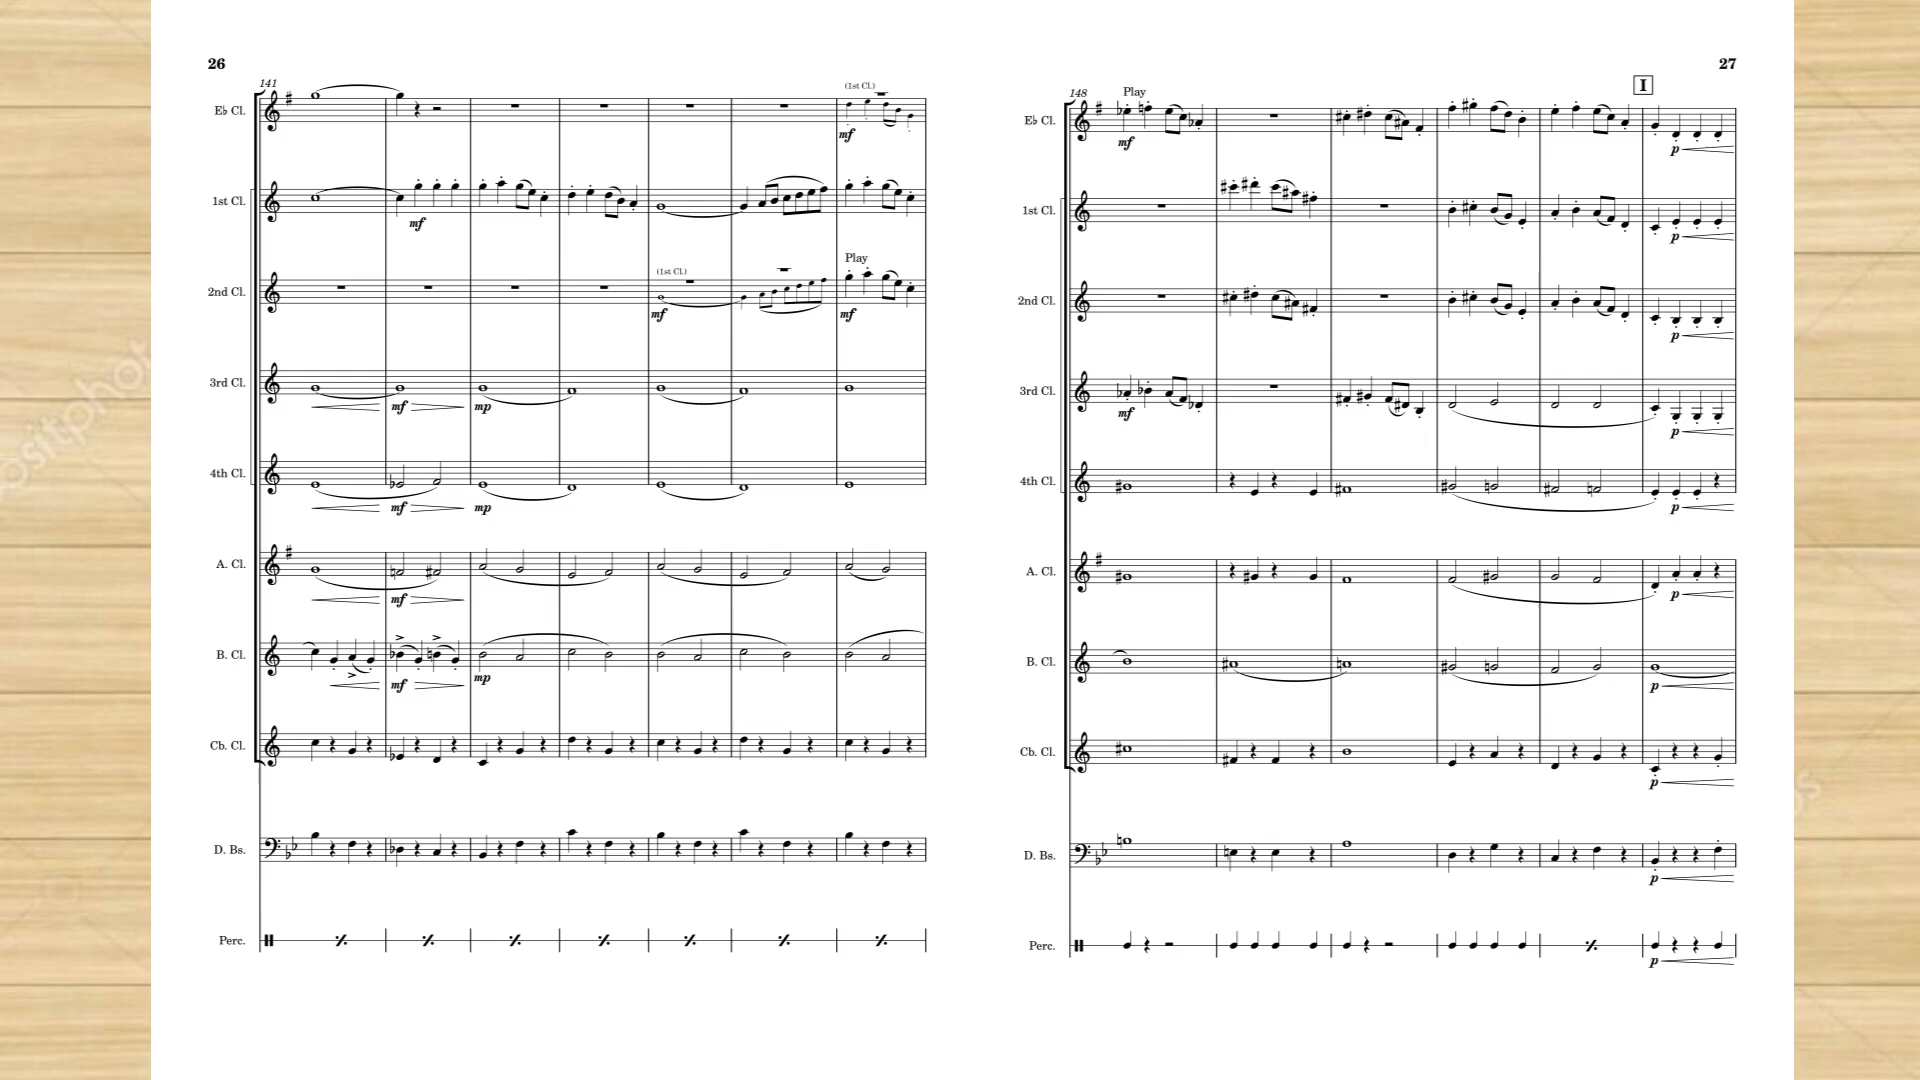 26
141
E♭ Cl.
(1st Cl.)
mf
1st Cl.
mf
2nd Cl.
(1st Cl.)
mf
Play
mf
3rd Cl.
mf
mp
4th Cl.
mf
mp
A. Cl.
mf
B. Cl.
mf
mp
Cb. Cl.
D. Bs.
Perc.
27
I
148
Play
E♭ Cl.
mf
p
1st Cl.
p
2nd Cl.
p
3rd Cl.
mf
p
4th Cl.
p
A. Cl.
p
B. Cl.
p
Cb. Cl.
p
D. Bs.
p
Perc.
p